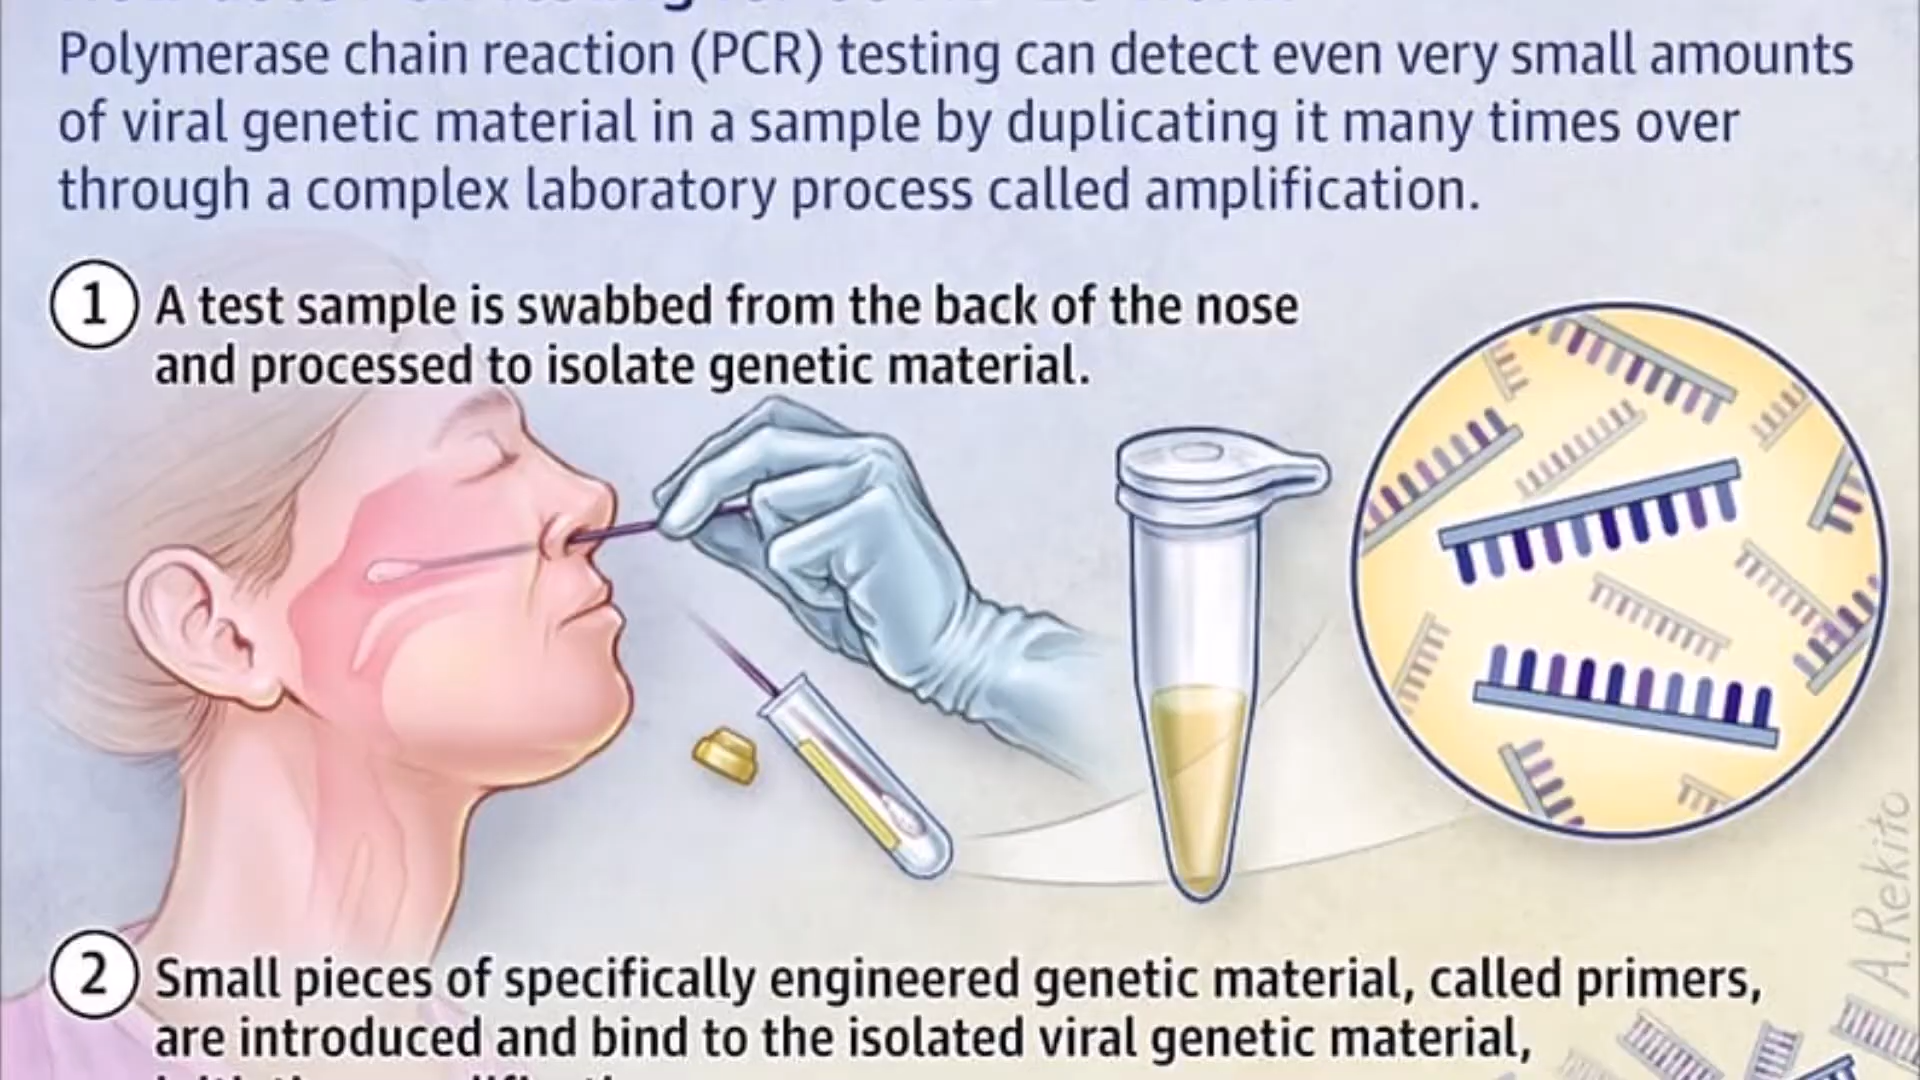 Polymerase chain reaction (PCR) testing can detect even very small amounts
of viral genetic material in a sample by duplicating it many times over
through a complex laboratory process called amplification.
1 A test sample is swabbed from the back of the nose
and processed to isolate genetic material.
A.Rekito
2 Small pieces of specifically engineered genetic material, called primers,
are introduced and bind to the isolated viral genetic material,